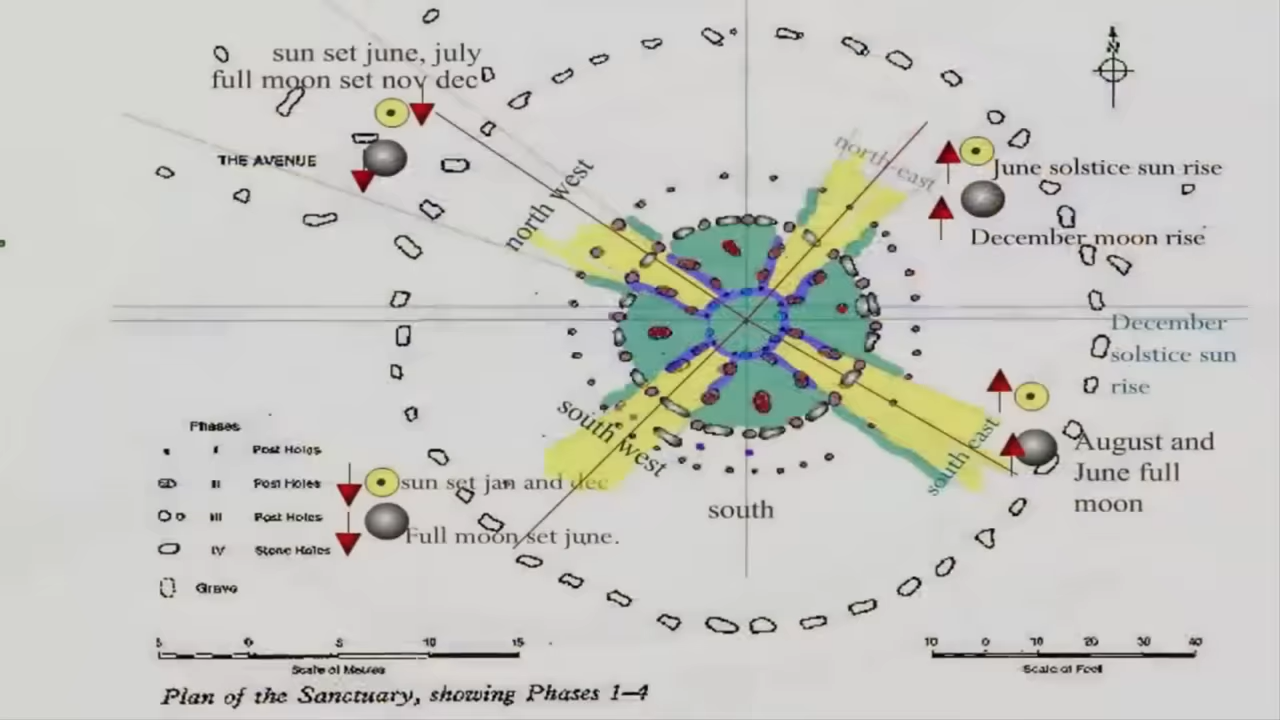 sun set june, july
full moon set nov dec
N
THE AVENUE
north west
north east
June solstice sun rise
December moon rise
December
solstice sun
rise
August and
June full
moon
south east
south west
south
sun set jan and dec
Full moon set june.
Phases
I Post Holes
II Post Holes
III Post Holes
IV Stone Holes
Grave
5 0 5 10 15
Scale of Metres
10 0 10 20 30 40
Scale of Feet
Plan of the Sanctuary, showing Phases 1–4